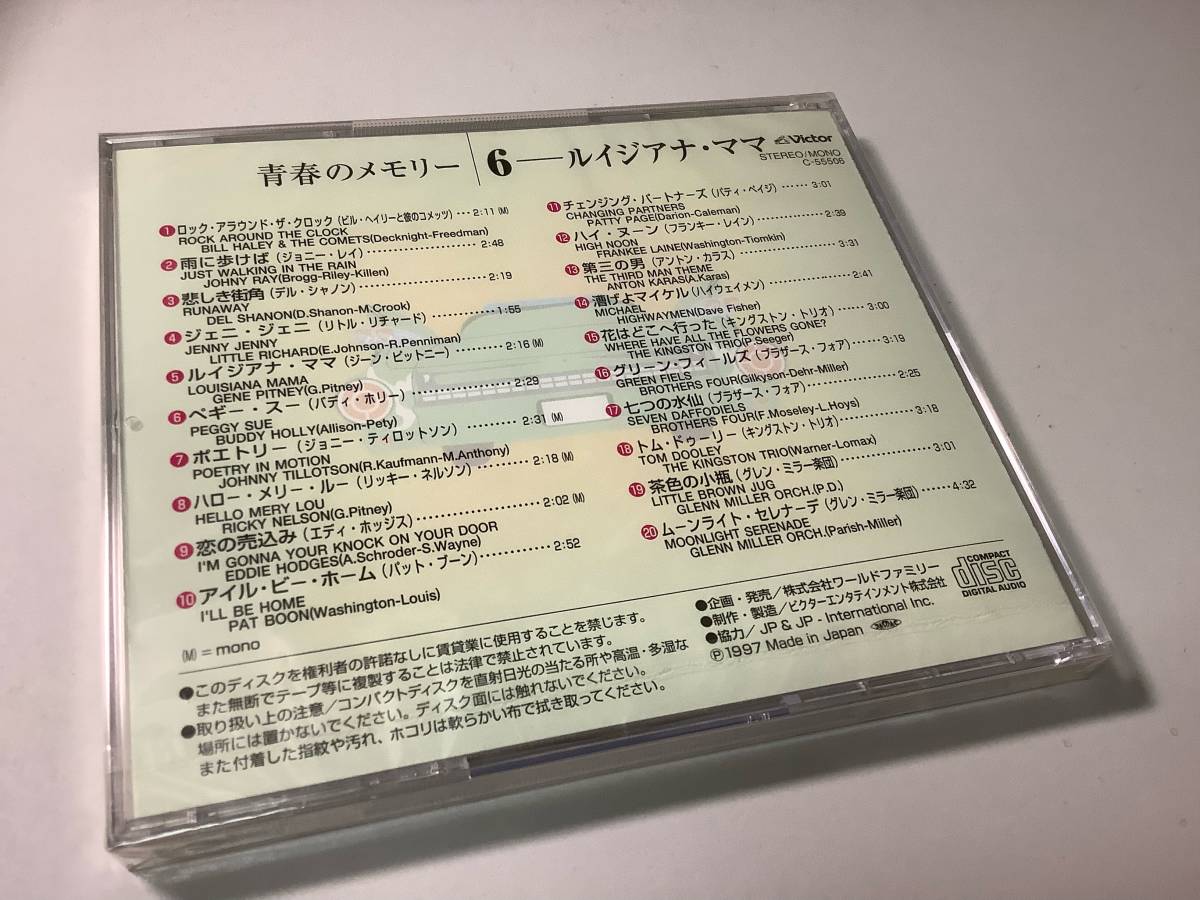 青春のメモリー 6―ルイジアナ・ママ
Victor
STEREO/MONO
C-55506
1 ロック・アラウンド・ザ・クロック(ビル・ヘイリーと彼のコメッツ)…2:11(M)
ROCK AROUND THE CLOCK
BILL HALEY & THE COMETS(Decknight-Freedman)
2 雨に歩けば(ジョニー・レイ)……2:48
JUST WALKING IN THE RAIN
JOHNY RAY(Brogg-Riley-Killen)
3 悲しき街角(デル・シャノン)……2:19
RUNAWAY
DEL SHANON(D.Shanon-M.Crook)
4 ジェニ・ジェニ(リトル・リチャード)……1:55
JENNY JENNY
LITTLE RICHARD(E.Johnson-R.Penniman)
5 ルイジアナ・ママ(ジーン・ピットニー)……2:16(M)
LOUISIANA MAMA
GENE PITNEY(G.Pitney)
6 ペギー・スー(バディ・ホリー)……2:29
PEGGY SUE
BUDDY HOLLY(Allison-Pety)
7 ポエトリー(ジョニー・ティロットソン)……2:31(M)
POETRY IN MOTION
JOHNNY TILLOTSON(R.Kaufmann-M.Anthony)
8 ハロー・メリー・ルー(リッキー・ネルソン)……2:18(M)
HELLO MERY LOU
RICKY NELSON(G.Pitney)
9 恋の売込み(エディ・ホッジス)……2:02(M)
I'M GONNA YOUR KNOCK ON YOUR DOOR
EDDIE HODGES(A.Schroder-S.Wayne)
10 アイル・ビー・ホーム(パット・ブーン)……2:52
I'LL BE HOME
PAT BOON(Washington-Louis)
(M)=mono
11 チェンジング・パートナーズ(パティ・ペイジ)……3:01
CHANGING PARTNERS
PATTY PAGE(Darion-Caleman)
12 ハイ・ヌーン(フランキー・レイン)……2:39
HIGH NOON
FRANKEE LAINE(Washington-Tiomkin)
13 第三の男(アントン・カラス)……3:31
THE THIRD MAN THEME
ANTON KARAS(A.Karas)
14 漕げよマイケル(ハイウェイメン)……2:41
MICHAEL
HIGHWAYMEN(Dave Fisher)
15 花はどこへ行った(キングストン・トリオ)……3:00
WHERE HAVE ALL THE FLOWERS GONE?
THE KINGSTON TRIO(P.Seeger)
16 グリーン・フィールズ(ブラザース・フォア)……3:19
GREEN FIELS
BROTHERS FOUR(Gilkyson-Dehr-Miller)
17 七つの水仙(ブラザース・フォア)……2:25
SEVEN DAFFODIELS
BROTHERS FOUR(F.Moseley-L.Hoys)
18 トム・ドゥーリー(キングストン・トリオ)……3:18
TOM DOOLEY
THE KINGSTON TRIO(Warner-Lomax)
19 茶色の小瓶(グレン・ミラー楽団)……3:01
LITTLE BROWN JUG
GLENN MILLER ORCH.(P.D.)
20 ムーンライト・セレナーデ(グレン・ミラー楽団)……4:32
MOONLIGHT SERENADE
GLENN MILLER ORCH.(Parish-Miller)
●企画・発売/株式会社ワールドファミリー
●制作・製造/ビクターエンタテインメント株式会社
●協力/JP & JP - International Inc.
Ⓟ1997 Made in Japan
COMPACT
disc
DIGITAL AUDIO
●このディスクを権利者の許諾なしに賃貸業に使用することを禁じます。
また無断でテープ等に複製することは法律で禁止されています。
●取り扱い上の注意/コンパクトディスクを直射日光の当たる所や高温・多湿な
場所には置かないでください。ディスク面には触れないでください。
また付着した指紋や汚れ、ホコリは軟らかい布で拭き取ってください。